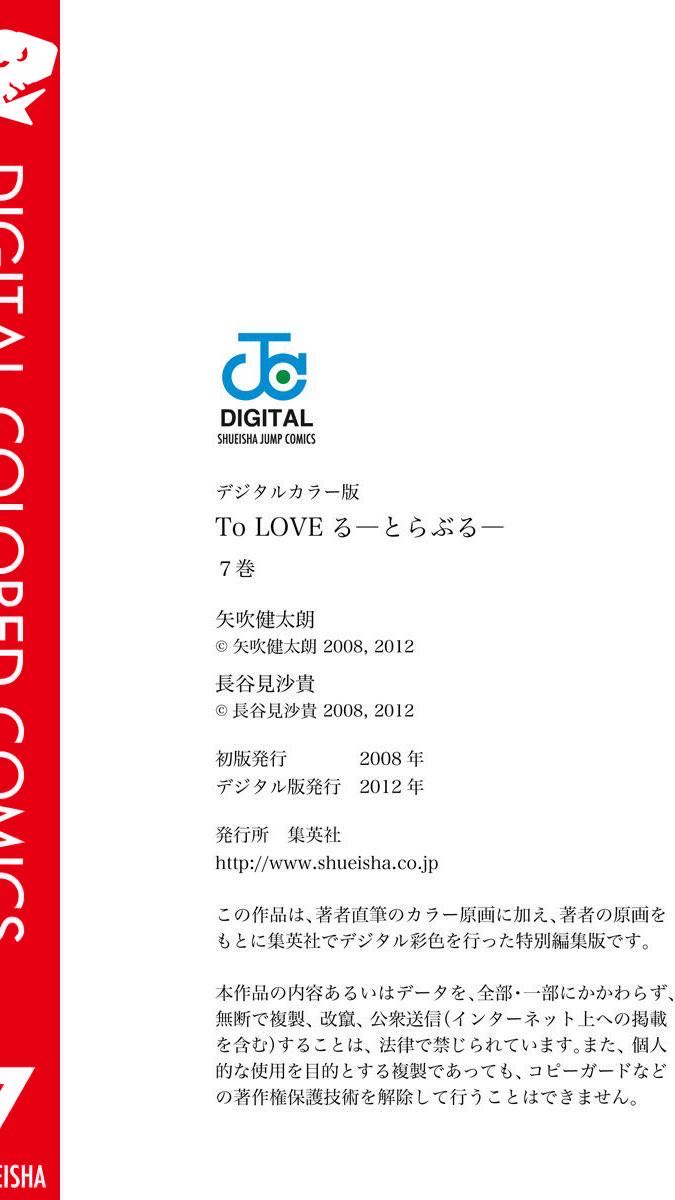 DIGITAL COLORED COMICS
7
DIGITAL
SHUEISHA JUMP COMICS
デジタルカラー版
To LOVE る―とらぶる―
７巻
矢吹健太朗
© 矢吹健太朗 2008, 2012
長谷見沙貴
© 長谷見沙貴 2008, 2012
初版発行　　　　2008 年
デジタル版発行　2012 年
発行所　集英社
http://www.shueisha.co.jp
この作品は、著者直筆のカラー原画に加え、著者の原画を
もとに集英社でデジタル彩色を行った特別編集版です。
本作品の内容あるいはデータを、全部・一部にかかわらず、
無断で複製、改竄、公衆送信(インターネット上への掲載
を含む)することは、法律で禁じられています。また、個人
的な使用を目的とする複製であっても、コピーガードなど
の著作権保護技術を解除して行うことはできません。